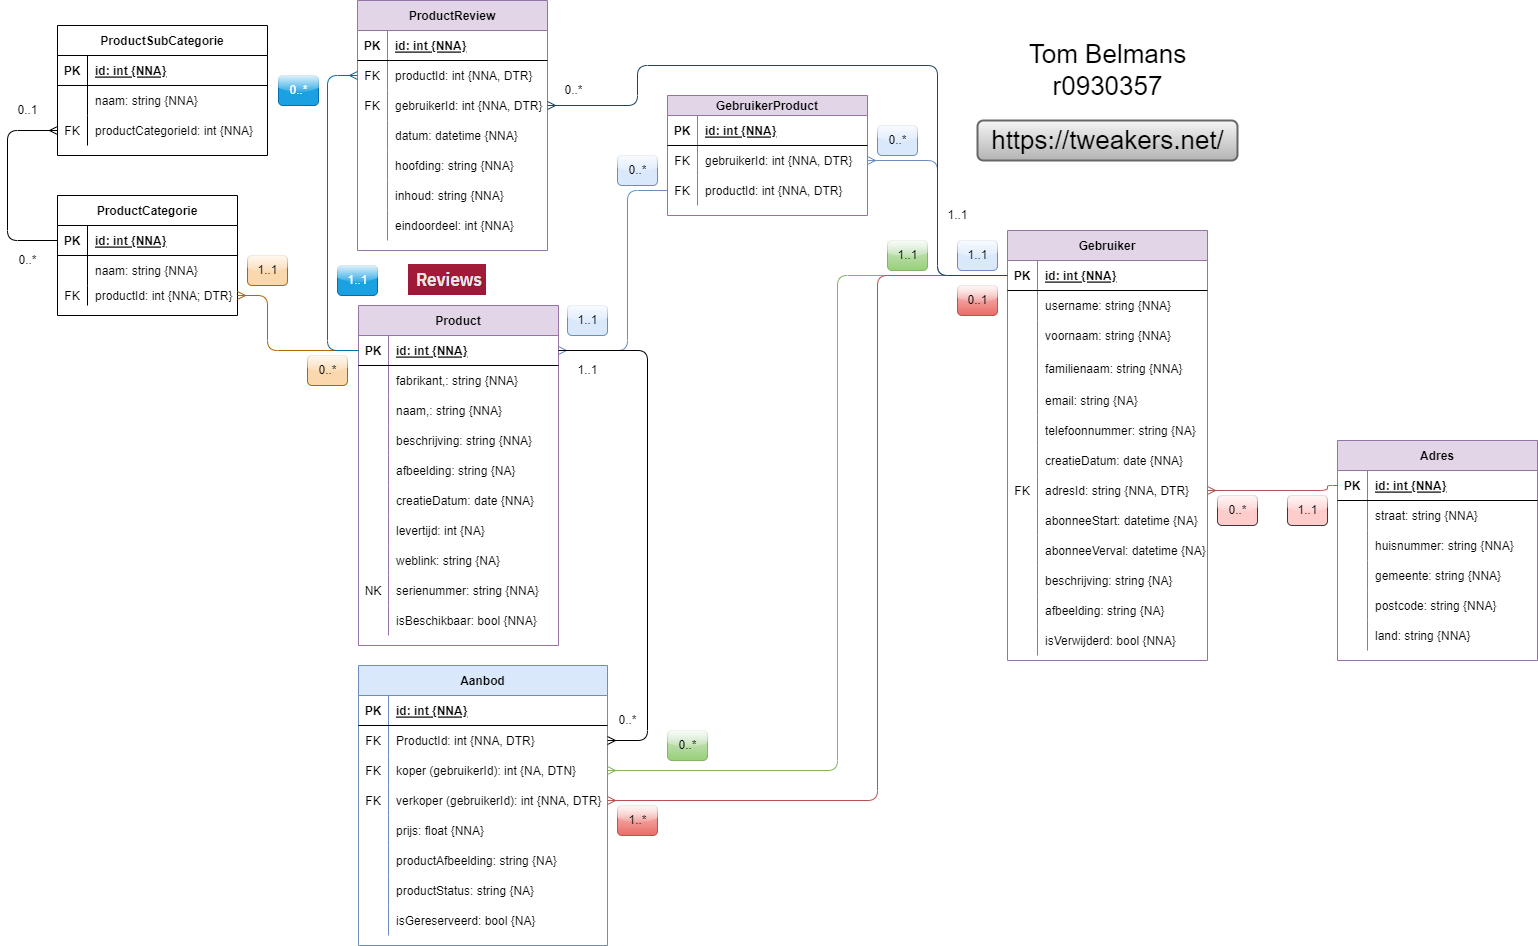 ProductSubCategorie
PK id: int {NNA}
naam: string {NNA}
FK productCategorieId: int {NNA}
0..1
0..*
ProductCategorie
PK id: int {NNA}
naam: string {NNA}
FK productId: int {NNA; DTR}
1..1
0..*
ProductReview
PK id: int {NNA}
FK productId: int {NNA, DTR}
FK gebruikerId: int {NNA, DTR}
datum: datetime {NNA}
hoofding: string {NNA}
inhoud: string {NNA}
eindoordeel: int {NNA}
0..*
0..*
1..1
Reviews
GebruikerProduct
PK id: int {NNA}
FK gebruikerId: int {NNA, DTR}
FK productId: int {NNA, DTR}
0..*
0..*
1..1
Tom Belmans
r0930357
https://tweakers.net/
Product
PK id: int {NNA}
fabrikant,: string {NNA}
naam,: string {NNA}
beschrijving: string {NNA}
afbeelding: string {NA}
creatieDatum: date {NNA}
levertijd: int {NA}
weblink: string {NA}
NK serienummer: string {NNA}
isBeschikbaar: bool {NNA}
1..1
1..1
1..1
1..1
0..1
Gebruiker
PK id: int {NNA}
username: string {NNA}
voornaam: string {NNA}
familienaam: string {NNA}
email: string {NA}
telefoonnummer: string {NA}
creatieDatum: date {NNA}
FK adresId: string {NNA, DTR}
abonneeStart: datetime {NA}
abonneeVerval: datetime {NA}
beschrijving: string {NA}
afbeelding: string {NA}
isVerwijderd: bool {NNA}
0..*
1..1
Adres
PK id: int {NNA}
straat: string {NNA}
huisnummer: string {NNA}
gemeente: string {NNA}
postcode: string {NNA}
land: string {NNA}
Aanbod
PK id: int {NNA}
FK ProductId: int {NNA, DTR}
FK koper (gebruikerId): int {NA, DTN}
FK verkoper (gebruikerId): int {NNA, DTR}
prijs: float {NNA}
productAfbeelding: string {NA}
productStatus: string {NA}
isGereserveerd: bool {NA}
0..*
0..*
1..*